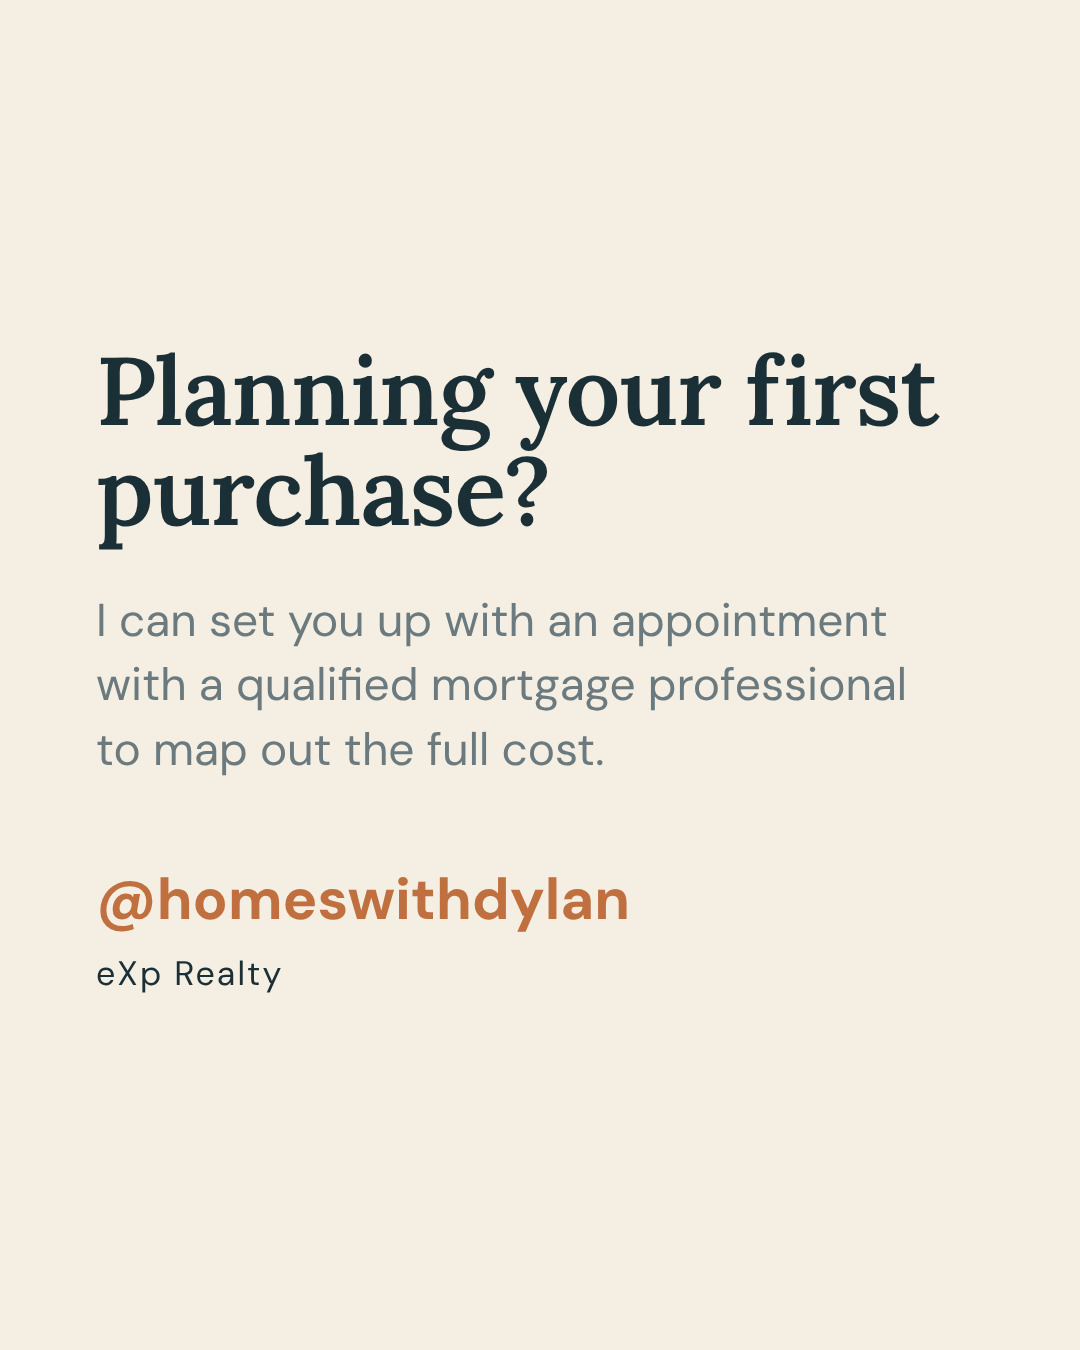 Planning your first
purchase?
I can set you up with an appointment
with a qualified mortgage professional
to map out the full cost.
@homeswithdylan
eXp Realty